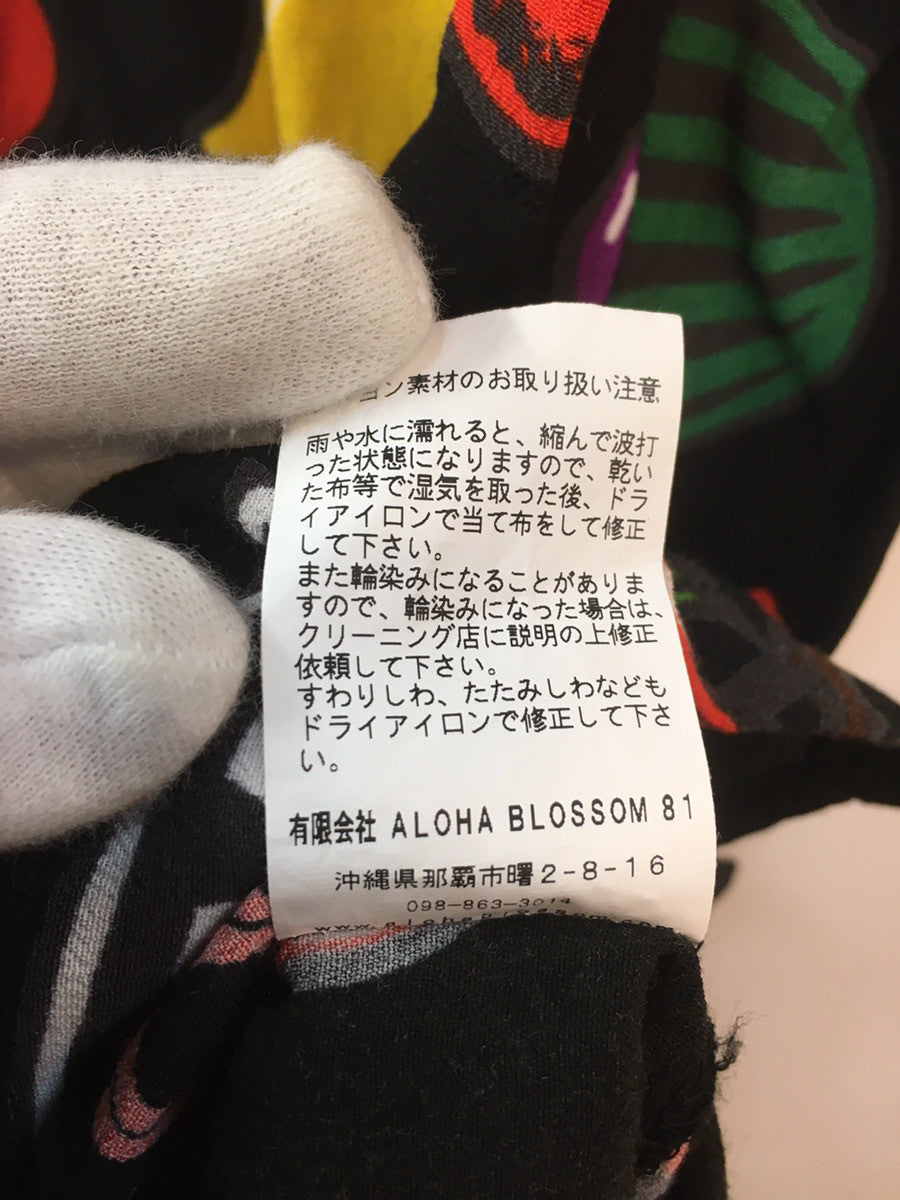 ョン素材のお取り扱い注意
雨や水に濡れると、縮んで波打
った状態になりますので、乾い
た布等で湿気を取った後、ドラ
イアイロンで当て布をして修正
して下さい。
また輪染みになることがありま
すので、輪染みになった場合は、
クリーニング店に説明の上修正
依頼して下さい。
すわりしわ、たたみしわなども
ドライアイロンで修正して下さ
い。
有限会社 ALOHA BLOSSOM 81
沖縄県那覇市曙2-8-16
098-863-3014